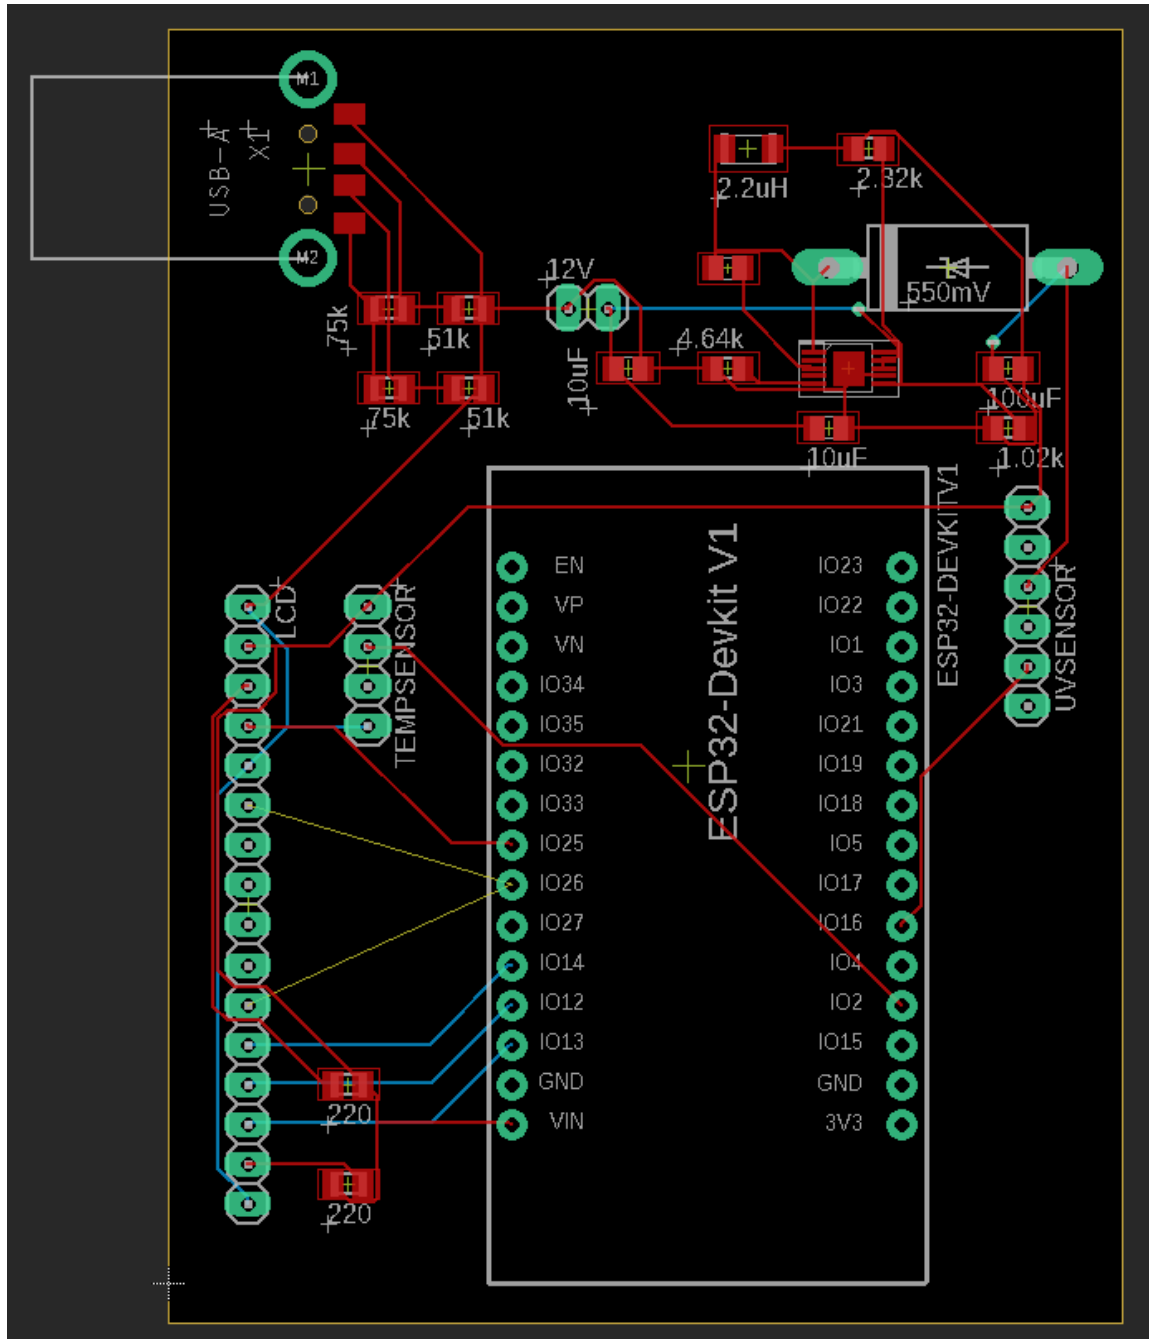 M1
USB-A
X1
M2
2.2uH
2.32k
12V
550mV
75k
51k
10uF
4.64k
100uF
75k
51k
10uF
1.02k
ESP32-DEVKITV1
ESP32-Devkit V1
LCD
TEMPSENSOR
UVSENSOR
EN
VP
VN
IO34
IO35
IO32
IO33
IO25
IO26
IO27
IO14
IO12
IO13
GND
VIN
IO23
IO22
IO1
IO3
IO21
IO19
IO18
IO5
IO17
IO16
IO4
IO2
IO15
GND
3V3
220
220